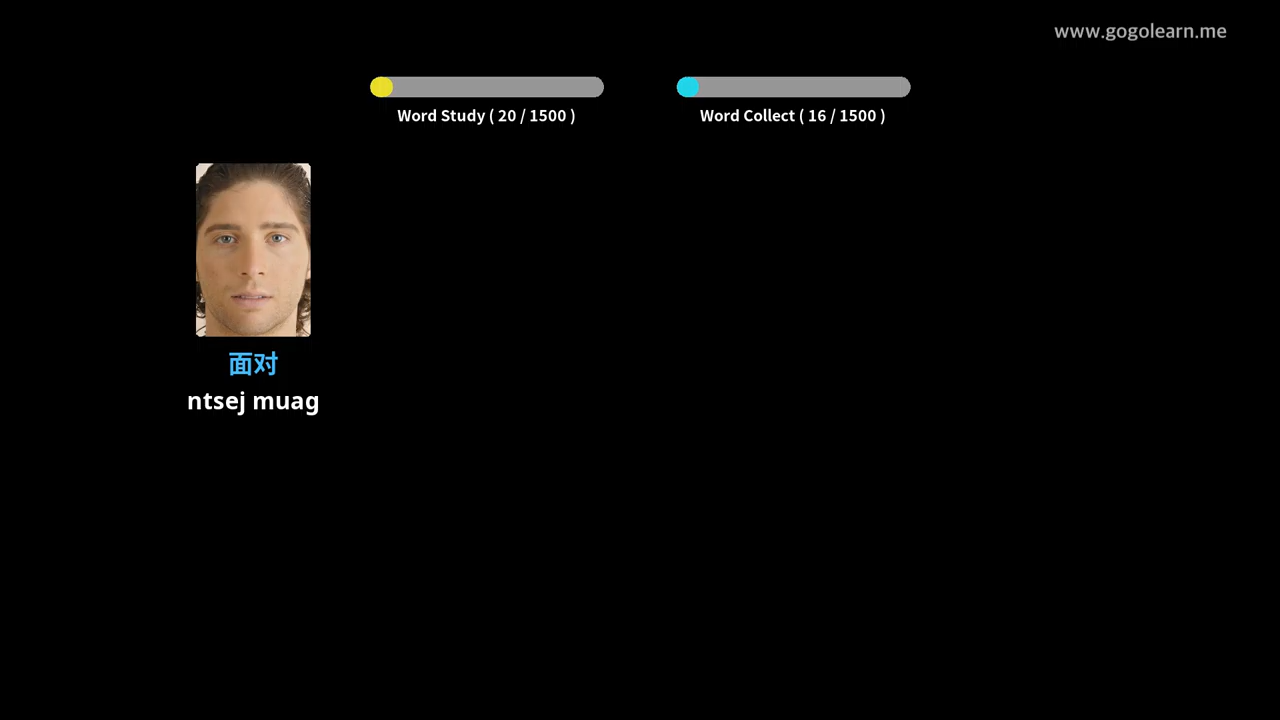 www.gogolearn.me
Word Study ( 20 / 1500 )
Word Collect ( 16 / 1500 )
面对
ntsej muag